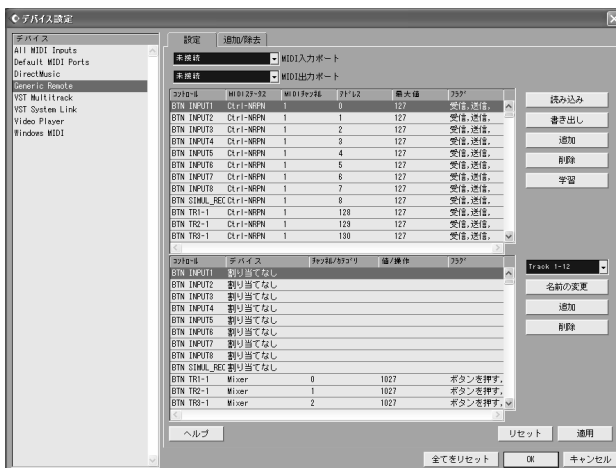 デバイス設定
デバイス
All MIDI Inputs
Default MIDI Ports
DirectMusic
Generic Remote
VST Multitrack
VST System Link
Video Player
Windows MIDI
設定 追加/除去
未接続 MIDI入力ポート
未接続 MIDI出力ポート
コントロール MIDIステータス MIDIチャンネル アドレス 最大値 フラグ
BTN INPUT1 Ctrl-NRPN 1 0 127 受信,送信,
BTN INPUT2 Ctrl-NRPN 1 1 127 受信,送信,
BTN INPUT3 Ctrl-NRPN 1 2 127 受信,送信,
BTN INPUT4 Ctrl-NRPN 1 3 127 受信,送信,
BTN INPUT5 Ctrl-NRPN 1 4 127 受信,送信,
BTN INPUT6 Ctrl-NRPN 1 5 127 受信,送信,
BTN INPUT7 Ctrl-NRPN 1 6 127 受信,送信,
BTN INPUT8 Ctrl-NRPN 1 7 127 受信,送信,
BTN SIMUL_REC Ctrl-NRPN 1 8 127 受信,送信,
BTN TR1-1 Ctrl-NRPN 1 128 127 受信,送信,
BTN TR2-1 Ctrl-NRPN 1 129 127 受信,送信,
BTN TR3-1 Ctrl-NRPN 1 130 127 受信,送信,
読み込み
書き出し
追加
削除
学習
コントロール デバイス チャンネル/カテゴリ 値/操作 フラグ
BTN INPUT1 割り当てなし
BTN INPUT2 割り当てなし
BTN INPUT3 割り当てなし
BTN INPUT4 割り当てなし
BTN INPUT5 割り当てなし
BTN INPUT6 割り当てなし
BTN INPUT7 割り当てなし
BTN INPUT8 割り当てなし
BTN SIMUL_REC 割り当てなし
BTN TR1-1 Mixer 0 1027 ボタンを押す,
BTN TR2-1 Mixer 1 1027 ボタンを押す,
BTN TR3-1 Mixer 2 1027 ボタンを押す,
Track 1-12
名前の変更
追加
削除
ヘルプ リセット 適用
全てをリセット OK キャンセル